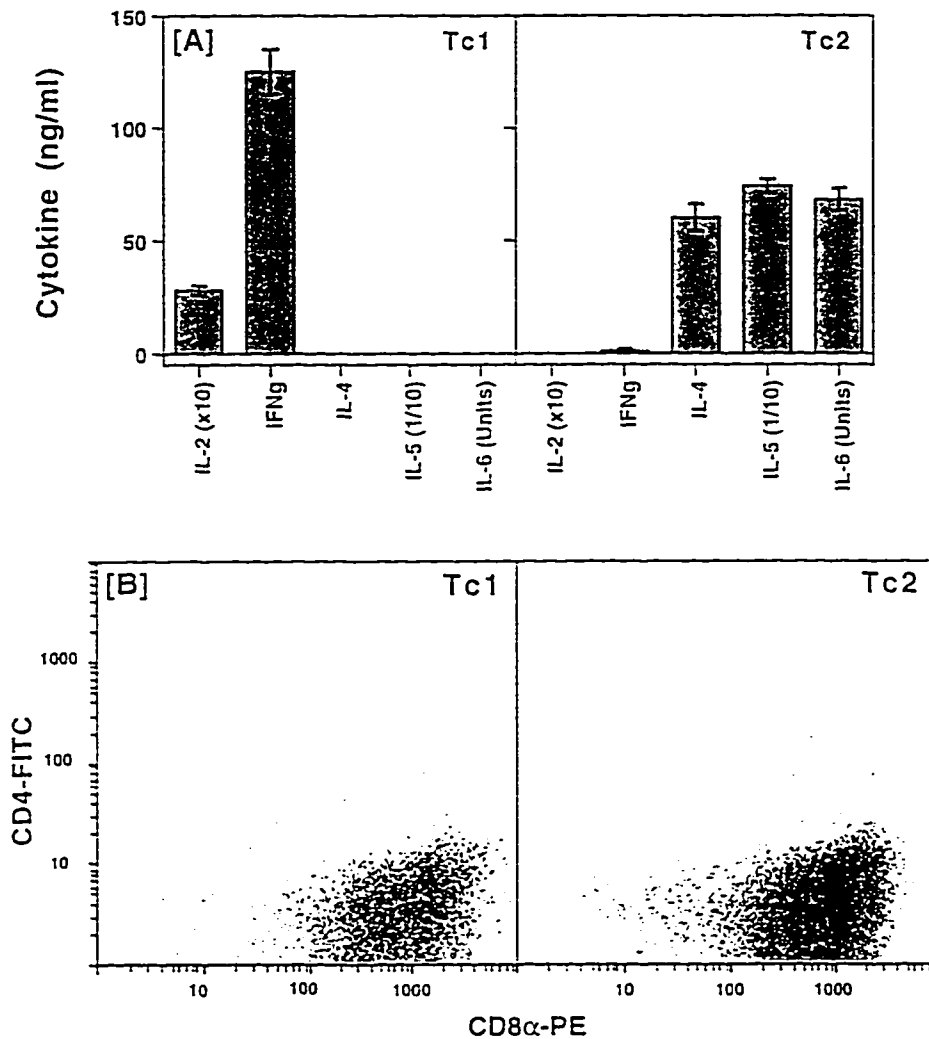 [A] Tc1 Tc2
Cytokine (ng/ml)
150
100
50
0
IL-2 (x10)
IFNg
IL-4
IL-5 (1/10)
IL-6 (Units)
IL-2 (x10)
IFNg
IL-4
IL-5 (1/10)
IL-6 (Units)
[B] Tc1 Tc2
CD4-FITC
1000
100
10
10 100 1000 10 100 1000
CD8α-PE